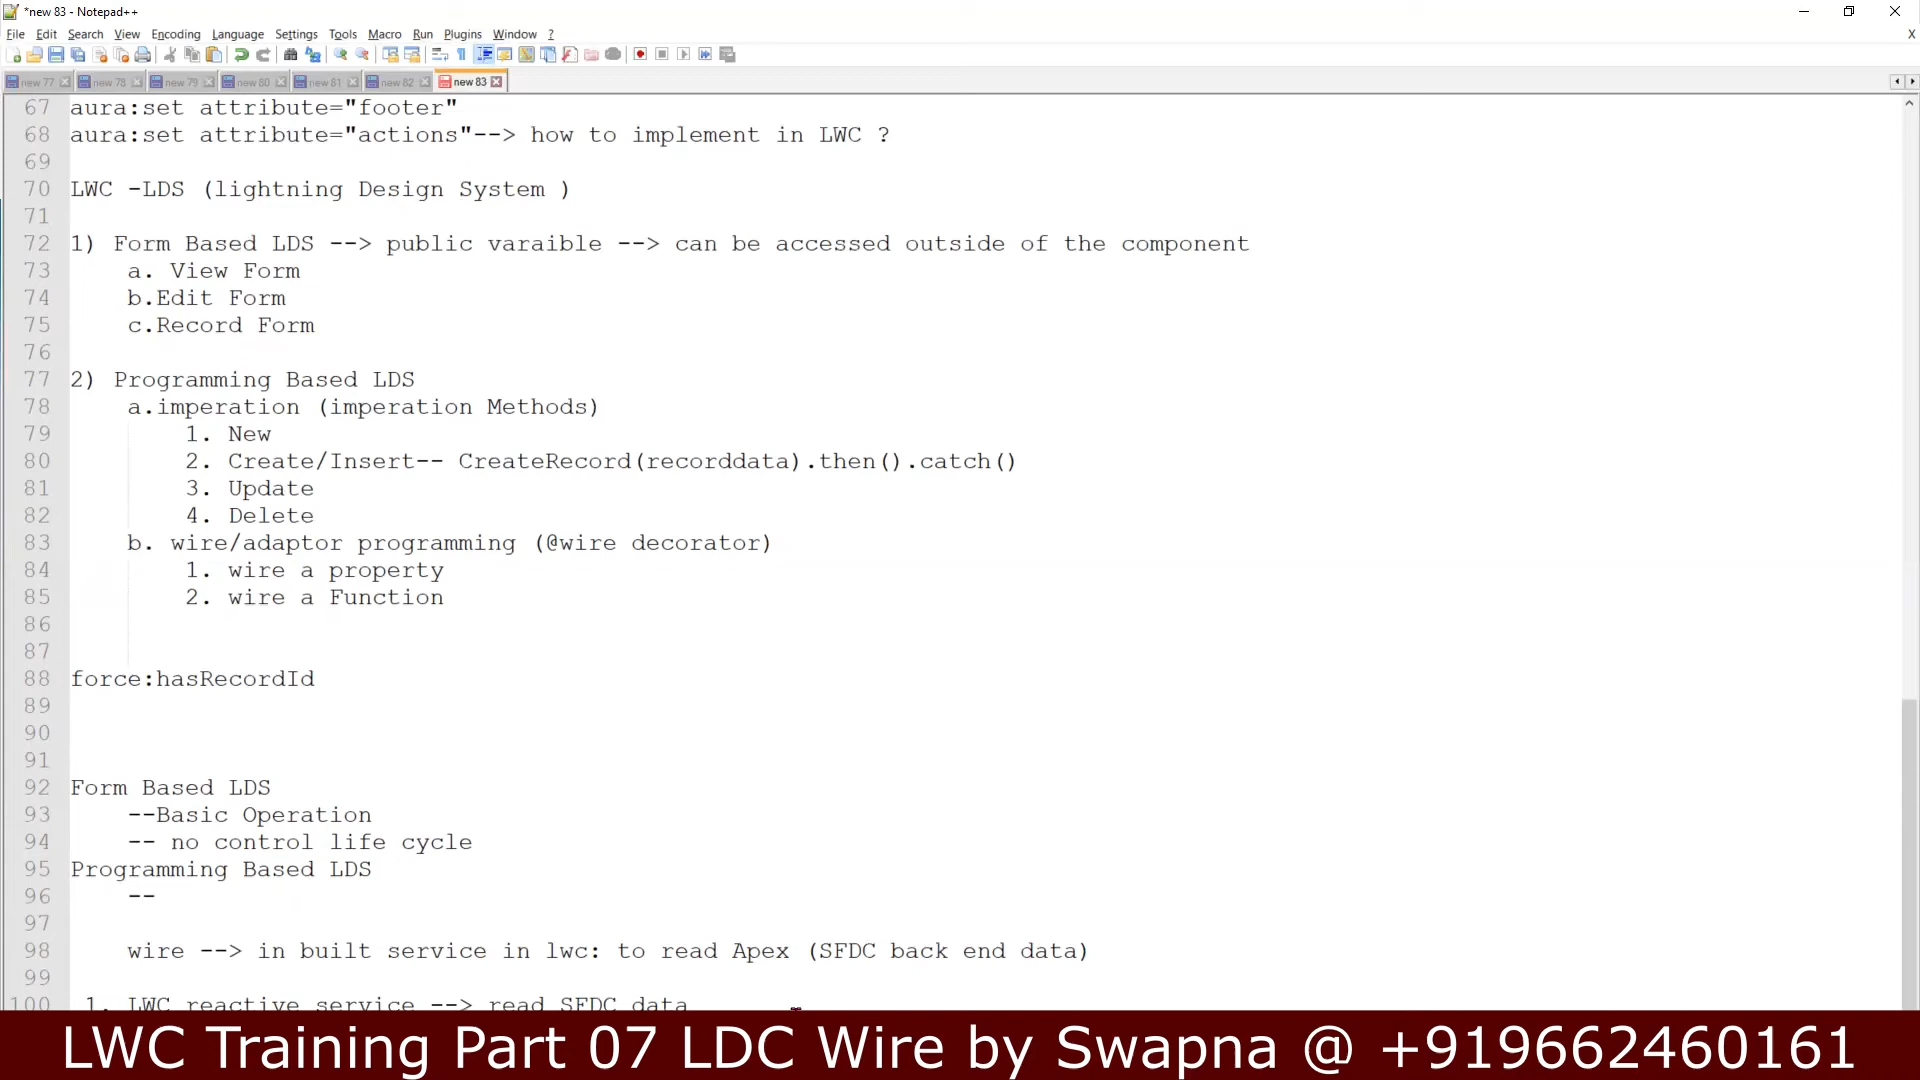 *new 83 - Notepad++
File Edit Search View Encoding Language Settings Tools Macro Run Plugins Window ? X
new 77 new 78 new 79 new 80 new 81 new 82 new 83
67 aura:set attribute="footer"
68 aura:set attribute="actions"--> how to implement in LWC ?
69
70 LWC -LDS (lightning Design System )
71
72 1) Form Based LDS --> public varaible --> can be accessed outside of the component
73 a. View Form
74 b.Edit Form
75 c.Record Form
76
77 2) Programming Based LDS
78 a.imperation (imperation Methods)
79 1. New
80 2. Create/Insert-- CreateRecord(recorddata).then().catch()
81 3. Update
82 4. Delete
83 b. wire/adaptor programming (@wire decorator)
84 1. wire a property
85 2. wire a Function
86
87
88 force:hasRecordId
89
90
91
92 Form Based LDS
93 --Basic Operation
94 -- no control life cycle
95 Programming Based LDS
96 --
97
98 wire --> in built service in lwc: to read Apex (SFDC back end data)
99
100 1. LWC reactive service --> read SFDC data
LWC Training Part 07 LDC Wire by Swapna @ +919662460161